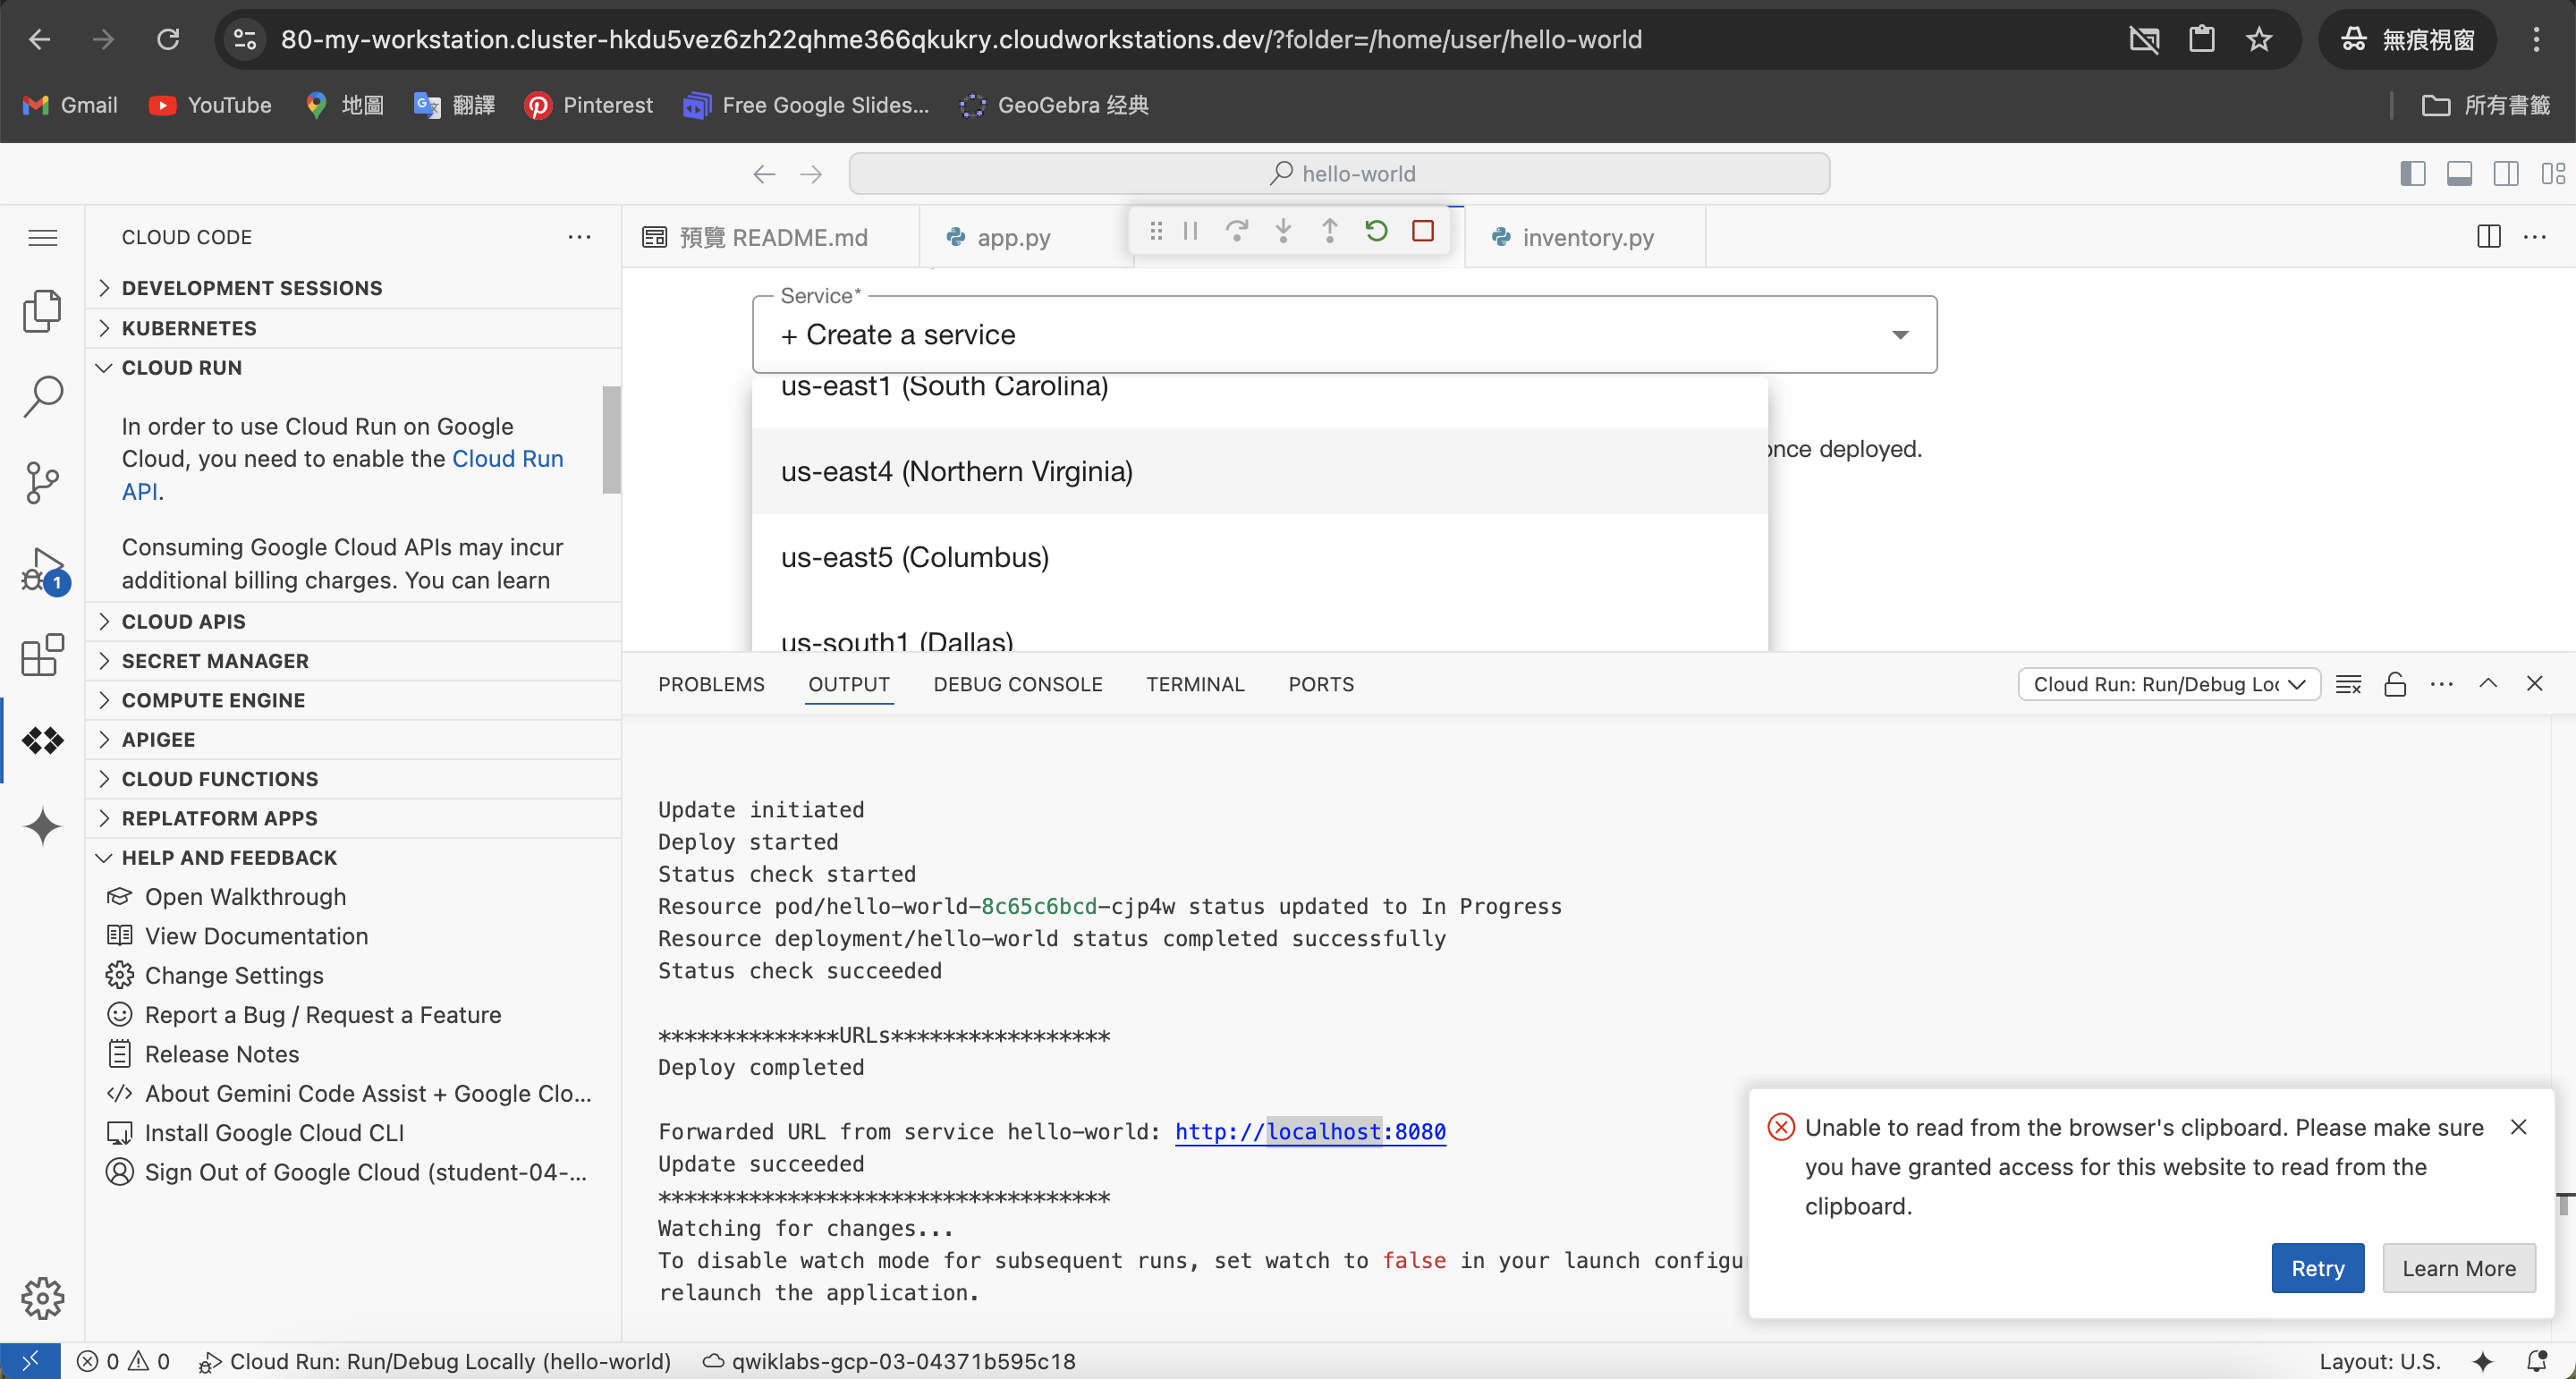 80-my-workstation.cluster-hkdu5vez6zh22qhme366qkukry.cloudworkstations.dev/?folder=/home/user/hello-world
無痕視窗
Gmail
YouTube
地圖
翻譯
Pinterest
Free Google Slides...
GeoGebra 经典
所有書籤
hello-world
CLOUD CODE
DEVELOPMENT SESSIONS
KUBERNETES
CLOUD RUN
In order to use Cloud Run on Google
Cloud, you need to enable the Cloud Run
API.
Consuming Google Cloud APIs may incur
additional billing charges. You can learn
CLOUD APIS
SECRET MANAGER
COMPUTE ENGINE
APIGEE
CLOUD FUNCTIONS
REPLATFORM APPS
HELP AND FEEDBACK
Open Walkthrough
View Documentation
Change Settings
Report a Bug / Request a Feature
Release Notes
About Gemini Code Assist + Google Clo...
Install Google Cloud CLI
Sign Out of Google Cloud (student-04-...
1
預覽 README.md
app.py
inventory.py
Service*
+ Create a service
us-east1 (South Carolina)
us-east4 (Northern Virginia)
once deployed.
us-east5 (Columbus)
us-south1 (Dallas)
PROBLEMS
OUTPUT
DEBUG CONSOLE
TERMINAL
PORTS
Cloud Run: Run/Debug Loc
Update initiated
Deploy started
Status check started
Resource pod/hello-world-8c65c6bcd-cjp4w status updated to In Progress
Resource deployment/hello-world status completed successfully
Status check succeeded
**************URLs*****************
Deploy completed
Forwarded URL from service hello-world: http://localhost:8080
Update succeeded
***********************************
Watching for changes...
To disable watch mode for subsequent runs, set watch to false in your launch configu
relaunch the application.
Unable to read from the browser's clipboard. Please make sure
you have granted access for this website to read from the
clipboard.
Retry
Learn More
0
0
Cloud Run: Run/Debug Locally (hello-world)
qwiklabs-gcp-03-04371b595c18
Layout: U.S.